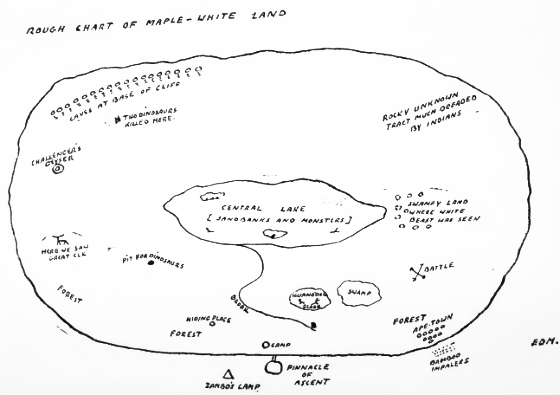 ROUGH CHART OF MAPLE-WHITE LAND
CAVES AT BASE OF CLIFF
TWO DINOSAURS
KILLED HERE.
ROCKY UNKNOWN
TRACT MUCH DREADED
BY INDIANS
CHALLENGER'S
GEYSER
CENTRAL LAKE
[SANDBANKS AND MONSTERS]
SWAMPY LAND
WHERE WHITE
BEAST WAS SEEN
HERE WE SAW
GREAT ELK
PIT FOR DINOSAURS
BATTLE
FOREST
BROOK
SWAMP
HIDING PLACE
FOREST
FOREST
APE-TOWN
CAMP
BAMBOO
IMPALERS
EDM.
PINNACLE
OF
ASCENT
ZAMBO'S CAMP